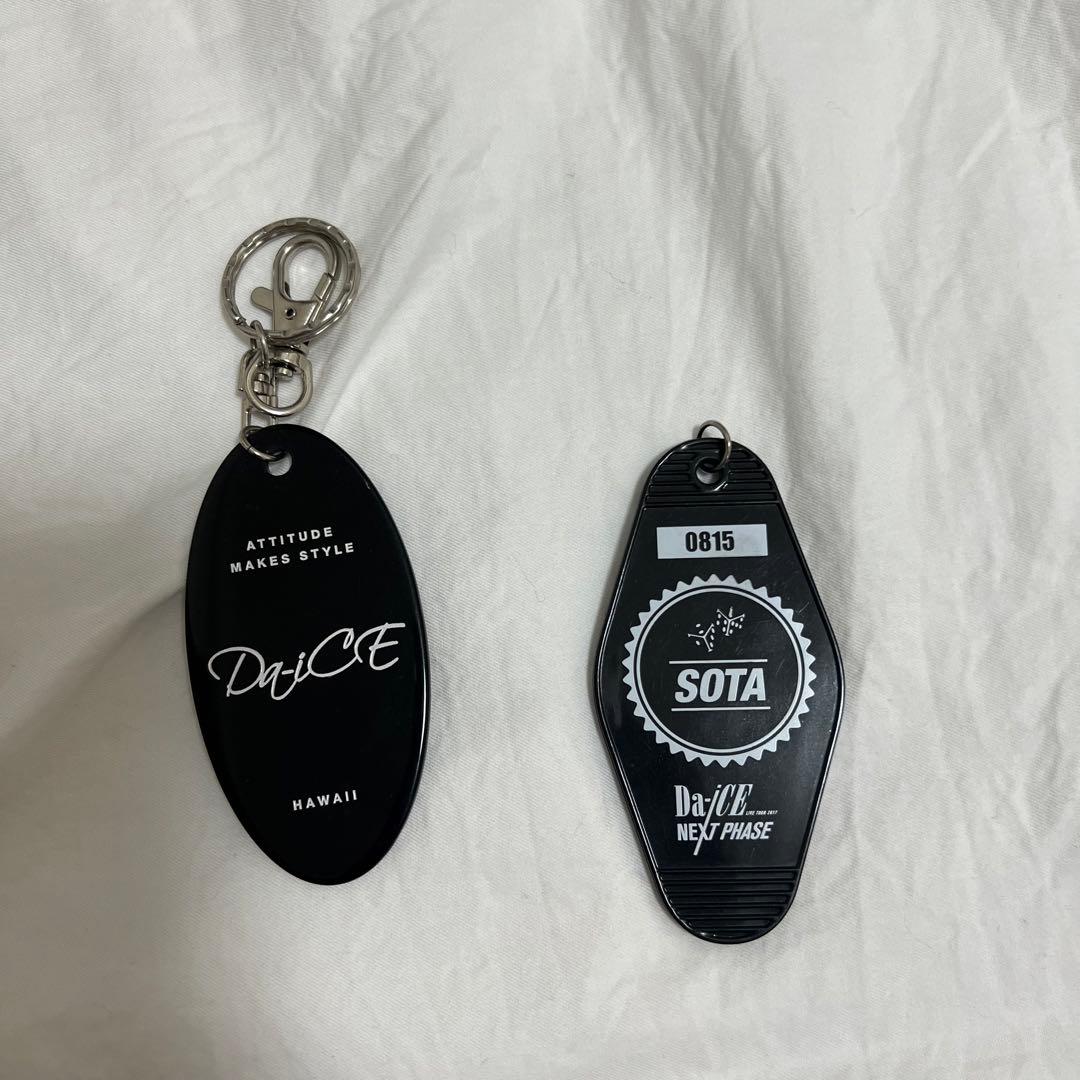 ATTITUDE
MAKES STYLE
Da-iCE
HAWAII
0815
SOTA
Da-iCE
LIVE TOUR 2017
NEXT PHASE